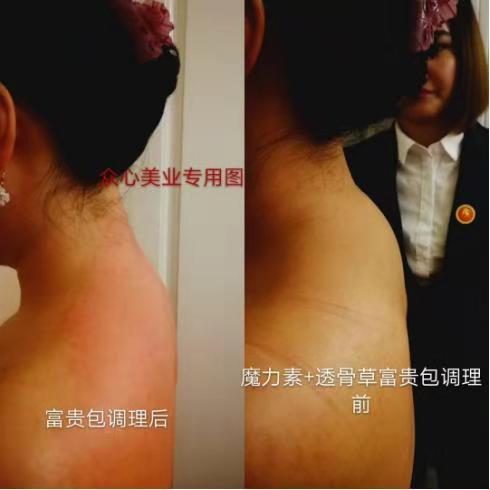 众心美业专用图
魔力素+透骨草富贵包调理
前
富贵包调理后